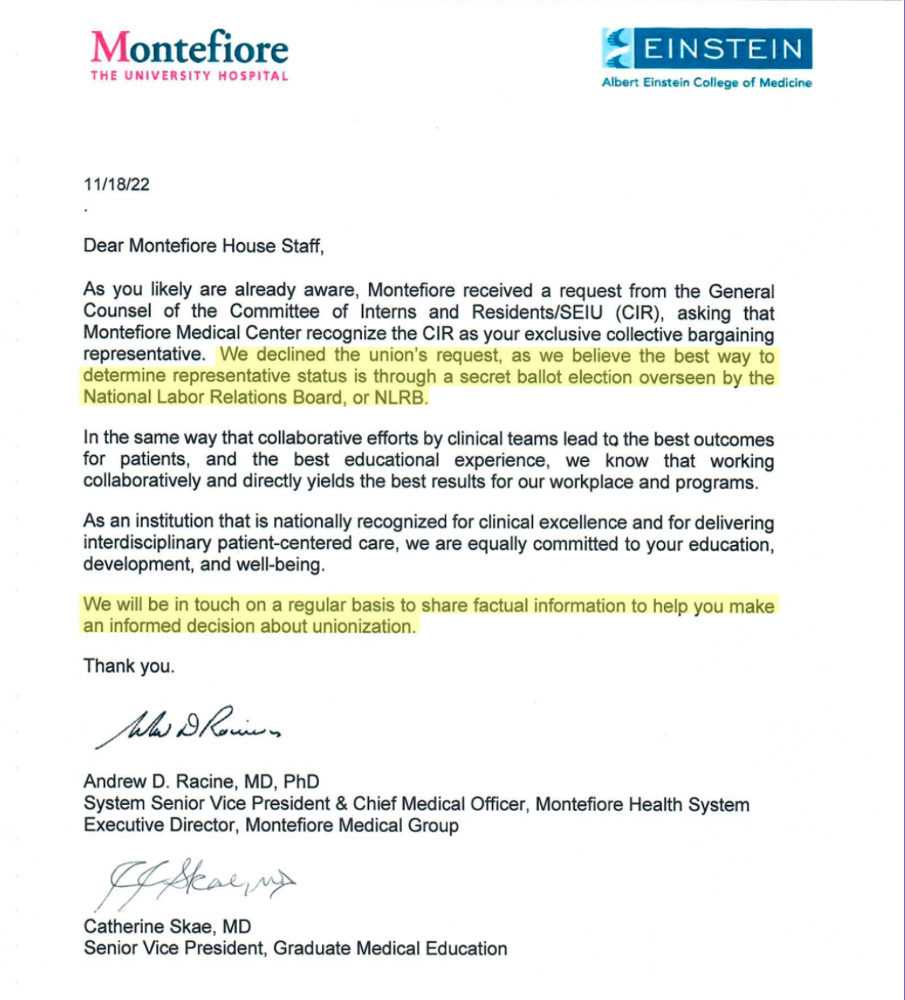 Montefiore
THE UNIVERSITY HOSPITAL
EINSTEIN
Albert Einstein College of Medicine
11/18/22
Dear Montefiore House Staff,
As you likely are already aware, Montefiore received a request from the General
Counsel of the Committee of Interns and Residents/SEIU (CIR), asking that
Montefiore Medical Center recognize the CIR as your exclusive collective bargaining
representative. We declined the union's request, as we believe the best way to
determine representative status is through a secret ballot election overseen by the
National Labor Relations Board, or NLRB.
In the same way that collaborative efforts by clinical teams lead to the best outcomes
for patients, and the best educational experience, we know that working
collaboratively and directly yields the best results for our workplace and programs.
As an institution that is nationally recognized for clinical excellence and for delivering
interdisciplinary patient-centered care, we are equally committed to your education,
development, and well-being.
We will be in touch on a regular basis to share factual information to help you make
an informed decision about unionization.
Thank you.
Andrew D. Racine, MD, PhD
System Senior Vice President & Chief Medical Officer, Montefiore Health System
Executive Director, Montefiore Medical Group
Skae, MD
Catherine Skae, MD
Senior Vice President, Graduate Medical Education